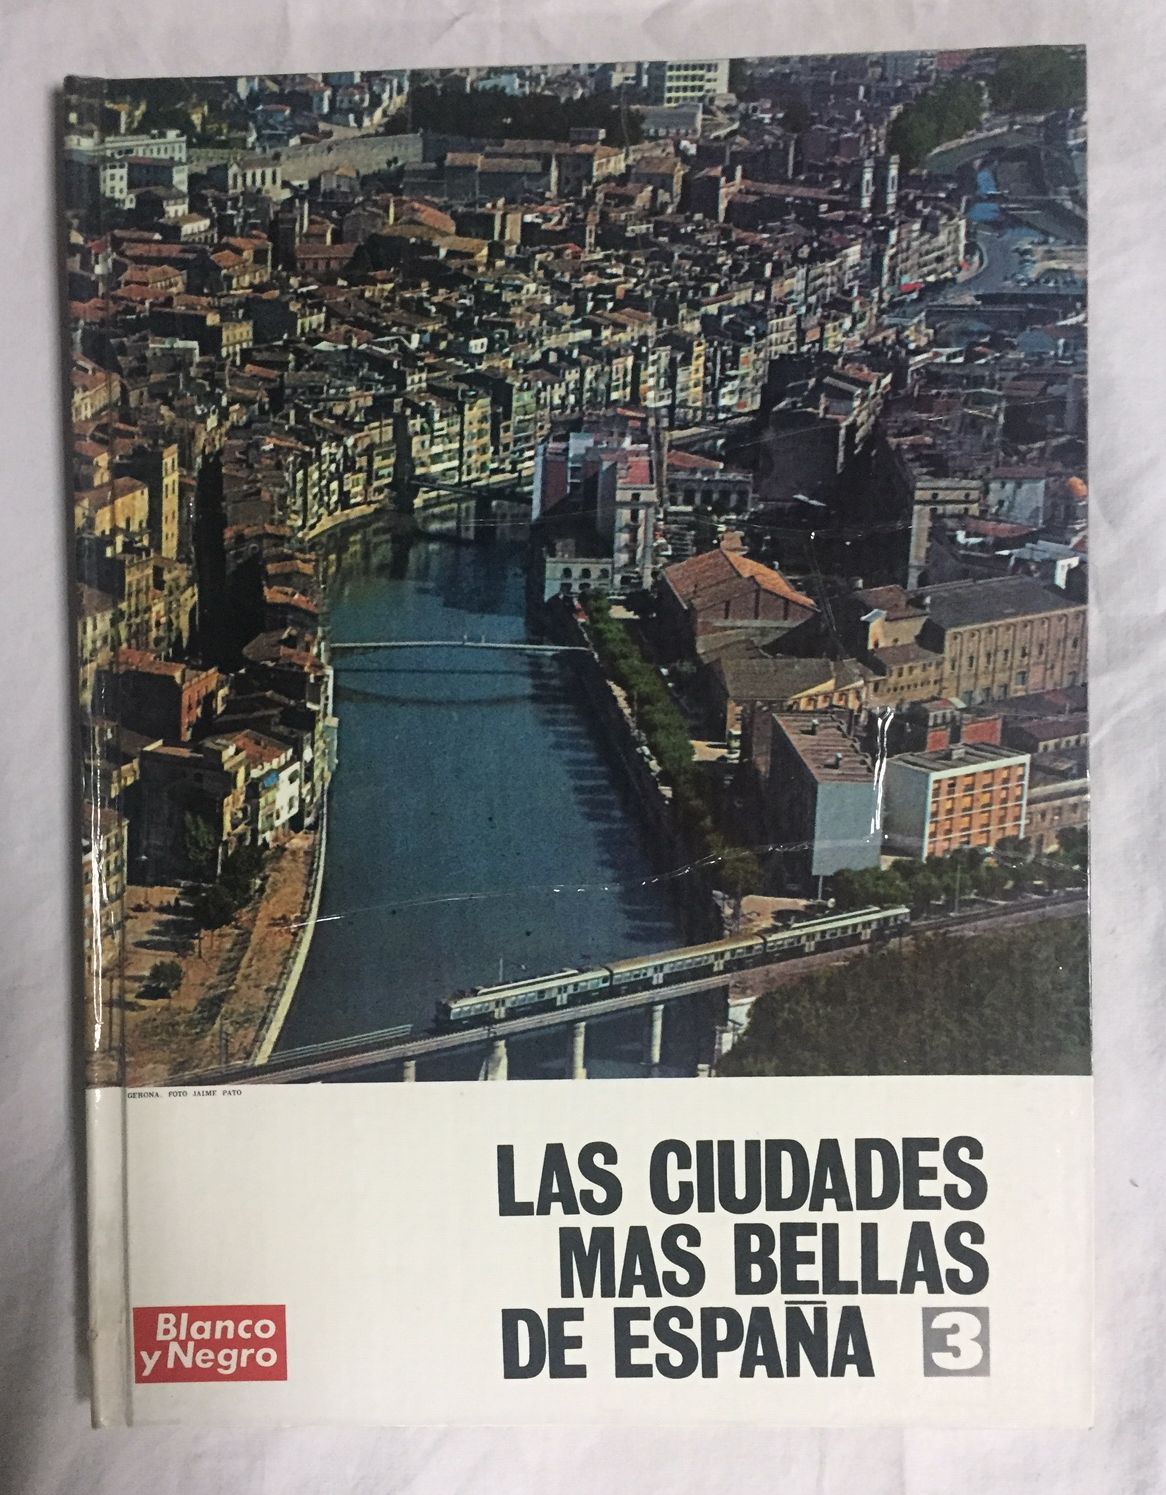 GERONA. FOTO JAIME PATO
LAS CIUDADES
MAS BELLAS
DE ESPAÑA 3
Blanco
y Negro